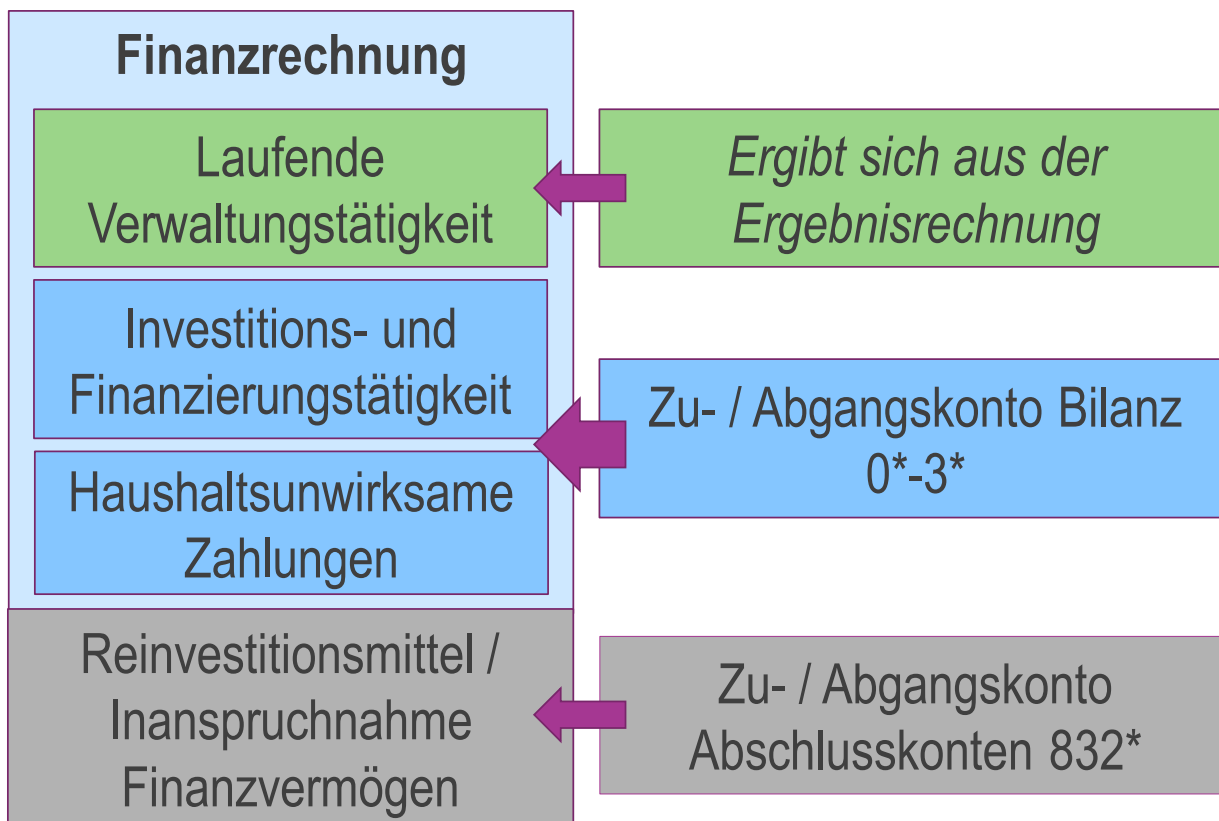 Finanzrechnung
Laufende
Verwaltungstätigkeit
Ergibt sich aus der
Ergebnisrechnung
Investitions- und
Finanzierungstätigkeit
Haushaltsunwirksame
Zahlungen
Zu- / Abgangskonto Bilanz
0*-3*
Reinvestitionsmittel /
Inanspruchnahme
Finanzvermögen
Zu- / Abgangskonto
Abschlusskonten 832*